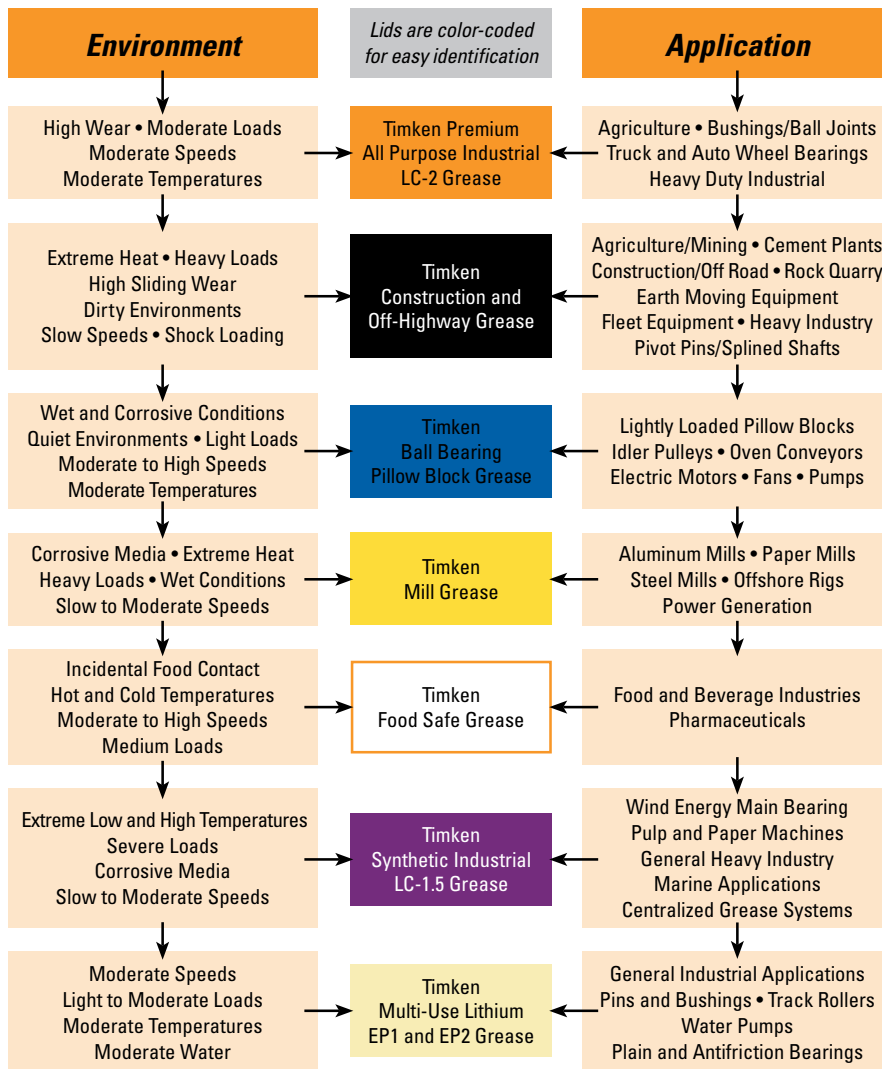 Environment
Lids are color-coded
for easy identification
Application
High Wear • Moderate Loads
Moderate Speeds
Moderate Temperatures
Timken Premium
All Purpose Industrial
LC-2 Grease
Agriculture • Bushings/Ball Joints
Truck and Auto Wheel Bearings
Heavy Duty Industrial
Extreme Heat • Heavy Loads
High Sliding Wear
Dirty Environments
Slow Speeds • Shock Loading
Timken
Construction and
Off-Highway Grease
Agriculture/Mining • Cement Plants
Construction/Off Road • Rock Quarry
Earth Moving Equipment
Fleet Equipment • Heavy Industry
Pivot Pins/Splined Shafts
Wet and Corrosive Conditions
Quiet Environments • Light Loads
Moderate to High Speeds
Moderate Temperatures
Timken
Ball Bearing
Pillow Block Grease
Lightly Loaded Pillow Blocks
Idler Pulleys • Oven Conveyors
Electric Motors • Fans • Pumps
Corrosive Media • Extreme Heat
Heavy Loads • Wet Conditions
Slow to Moderate Speeds
Timken
Mill Grease
Aluminum Mills • Paper Mills
Steel Mills • Offshore Rigs
Power Generation
Incidental Food Contact
Hot and Cold Temperatures
Moderate to High Speeds
Medium Loads
Timken
Food Safe Grease
Food and Beverage Industries
Pharmaceuticals
Extreme Low and High Temperatures
Severe Loads
Corrosive Media
Slow to Moderate Speeds
Timken
Synthetic Industrial
LC-1.5 Grease
Wind Energy Main Bearing
Pulp and Paper Machines
General Heavy Industry
Marine Applications
Centralized Grease Systems
Moderate Speeds
Light to Moderate Loads
Moderate Temperatures
Moderate Water
Timken
Multi-Use Lithium
EP1 and EP2 Grease
General Industrial Applications
Pins and Bushings • Track Rollers
Water Pumps
Plain and Antifriction Bearings